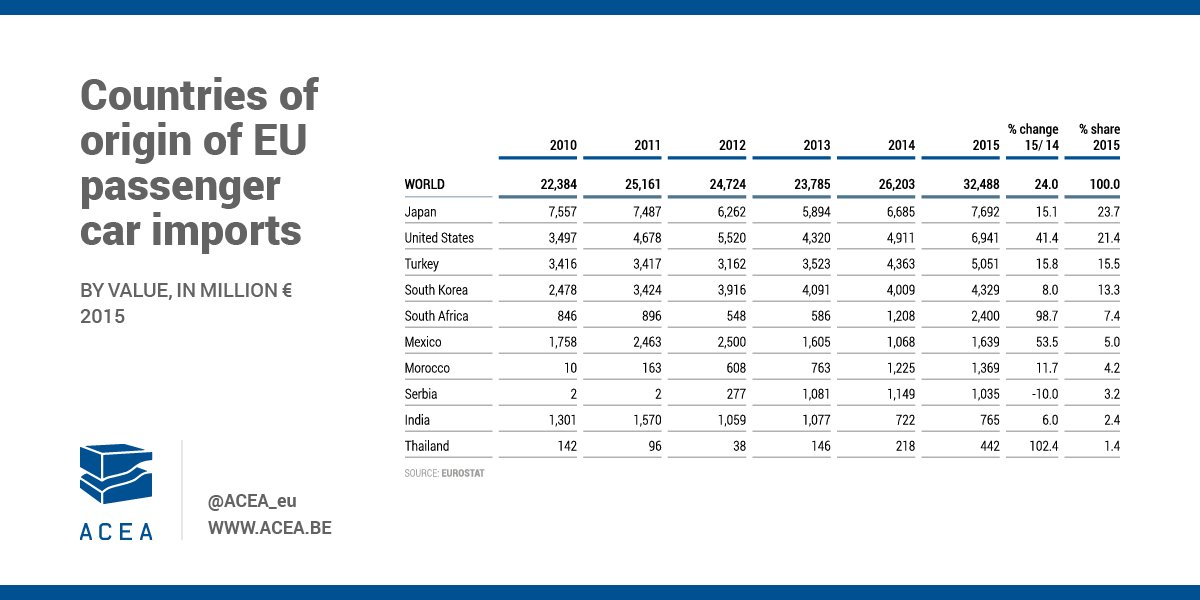 Countries of
origin of EU
passenger
car imports
BY VALUE, IN MILLION €
2015
ACEA
@ACEA_eu
WWW.ACEA.BE
2010 2011 2012 2013 2014 2015 % change 15/ 14 % share 2015
WORLD 22,384 25,161 24,724 23,785 26,203 32,488 24.0 100.0
Japan 7,557 7,487 6,262 5,894 6,685 7,692 15.1 23.7
United States 3,497 4,678 5,520 4,320 4,911 6,941 41.4 21.4
Turkey 3,416 3,417 3,162 3,523 4,363 5,051 15.8 15.5
South Korea 2,478 3,424 3,916 4,091 4,009 4,329 8.0 13.3
South Africa 846 896 548 586 1,208 2,400 98.7 7.4
Mexico 1,758 2,463 2,500 1,605 1,068 1,639 53.5 5.0
Morocco 10 163 608 763 1,225 1,369 11.7 4.2
Serbia 2 2 277 1,081 1,149 1,035 -10.0 3.2
India 1,301 1,570 1,059 1,077 722 765 6.0 2.4
Thailand 142 96 38 146 218 442 102.4 1.4
SOURCE: EUROSTAT